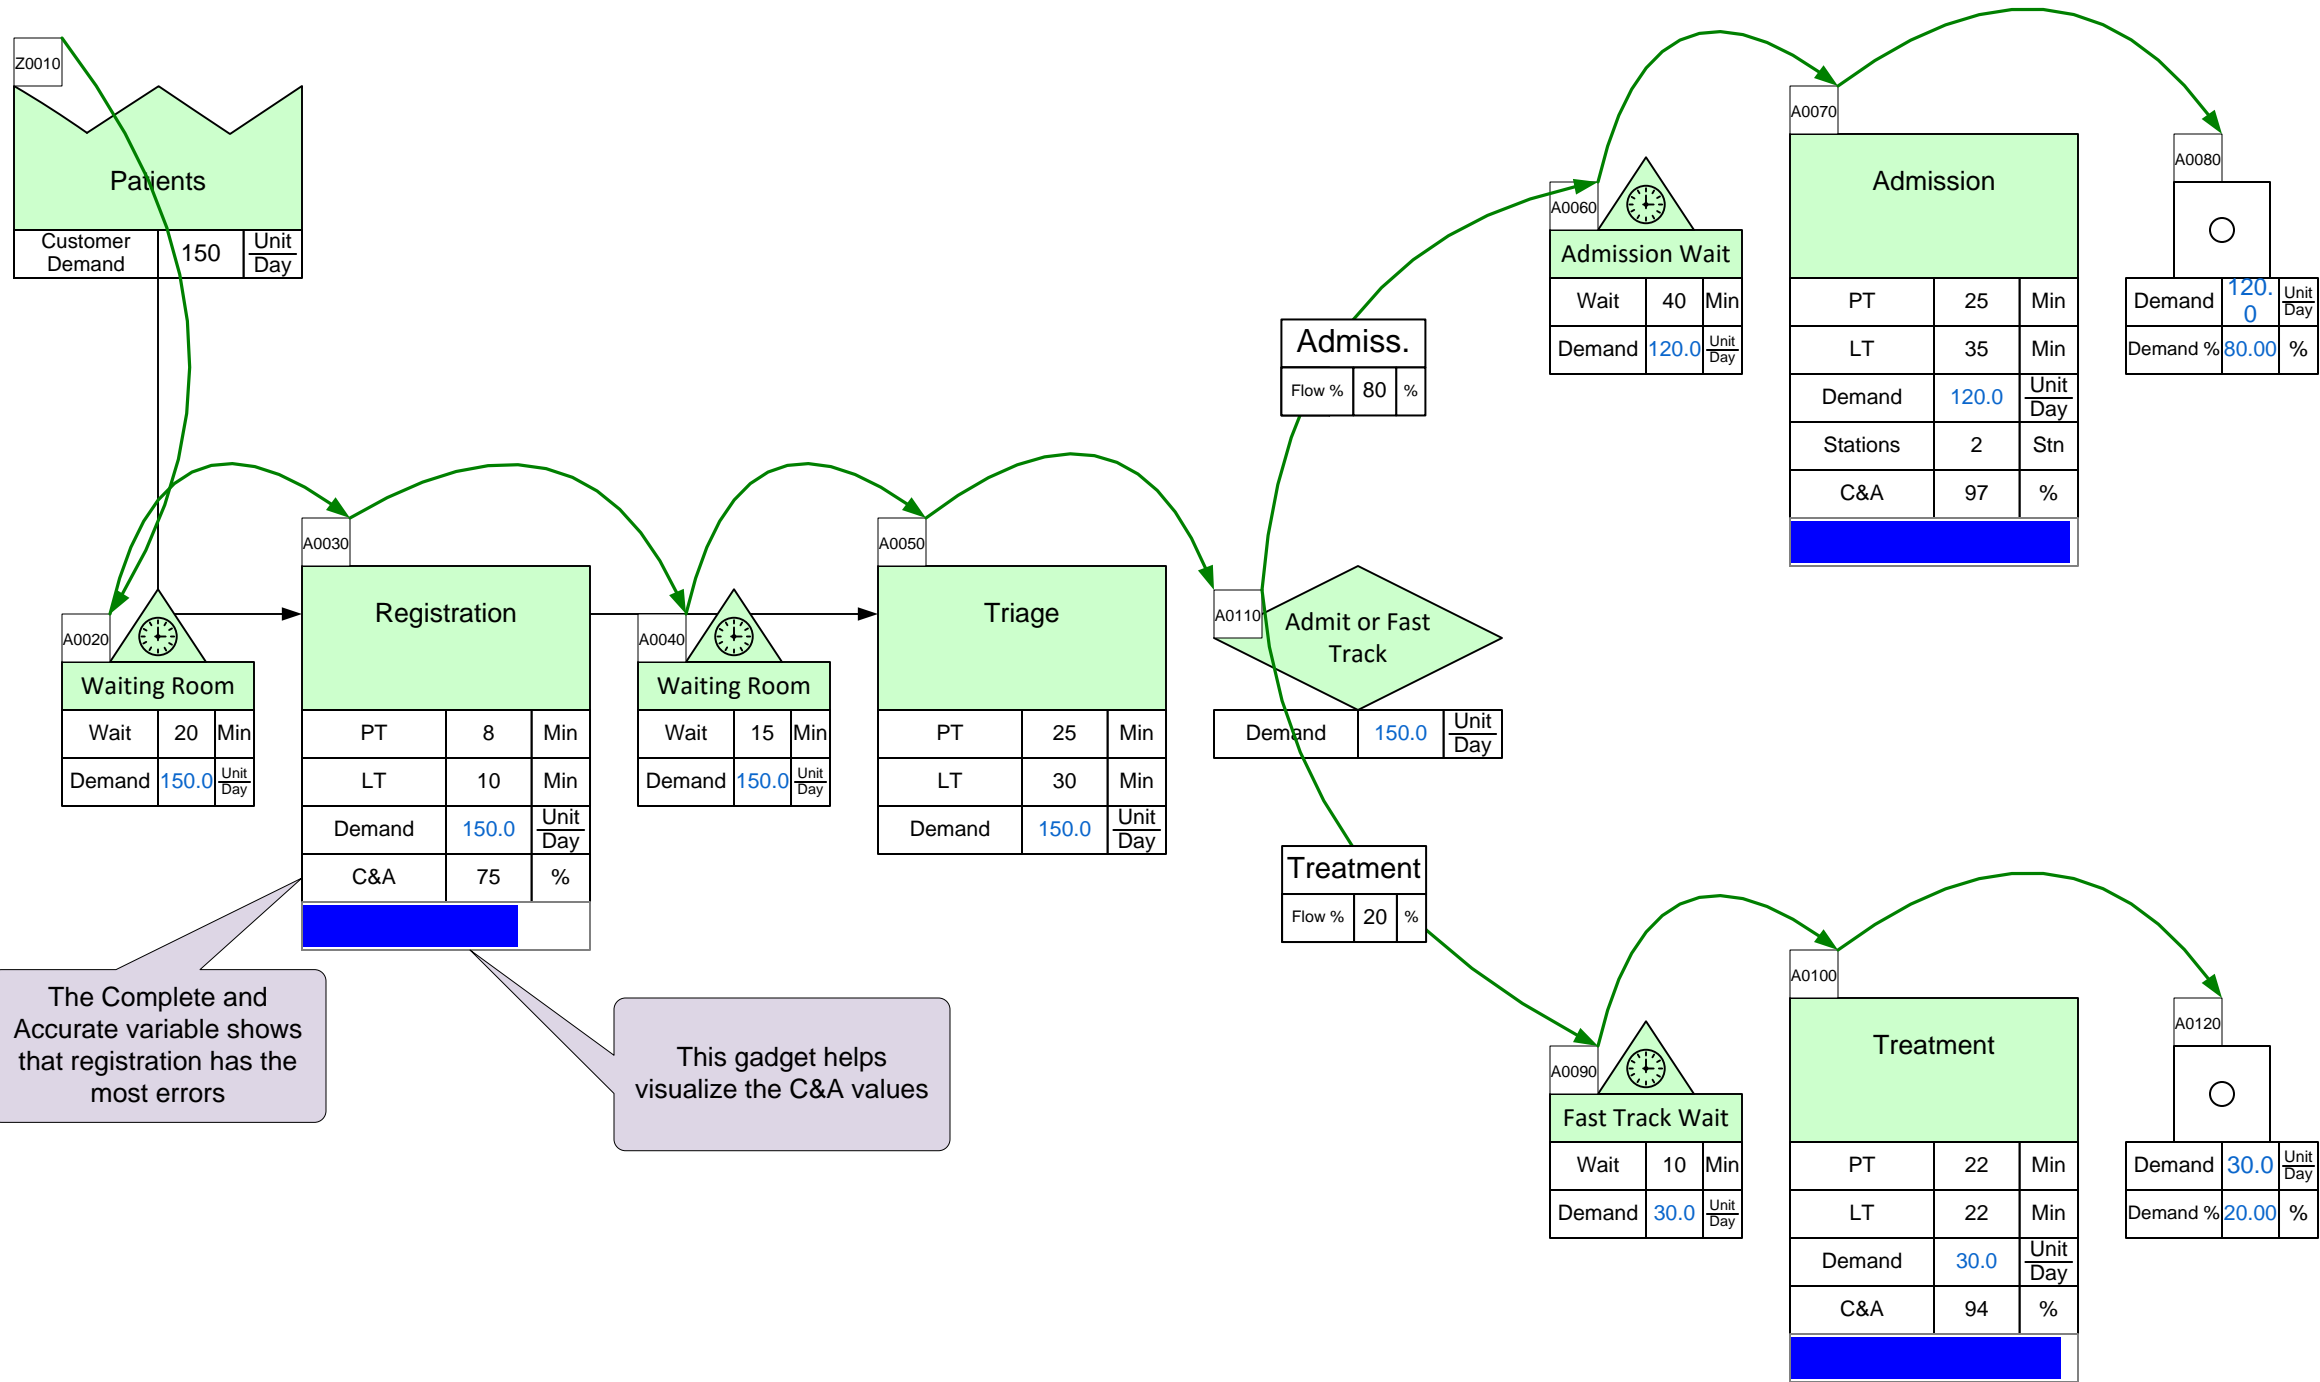 Z0010
Patients
Customer Demand 150 Unit Day
A0020
Waiting Room
Wait 20 Min
Demand 150.0 Unit Day
A0030
Registration
PT 8 Min
LT 10 Min
Demand 150.0 Unit Day
C&A 75 %
The Complete and
Accurate variable shows
that registration has the
most errors
This gadget helps
visualize the C&A values
A0040
Waiting Room
Wait 15 Min
Demand 150.0 Unit Day
A0050
Triage
PT 25 Min
LT 30 Min
Demand 150.0 Unit Day
A0110
Admit or Fast
Track
Demand 150.0 Unit Day
Admiss.
Flow % 80 %
Treatment
Flow % 20 %
A0060
Admission Wait
Wait 40 Min
Demand 120.0 Unit Day
A0070
Admission
PT 25 Min
LT 35 Min
Demand 120.0 Unit Day
Stations 2 Stn
C&A 97 %
A0080
Demand 120.0 Unit Day
Demand % 80.00 %
A0090
Fast Track Wait
Wait 10 Min
Demand 30.0 Unit Day
A0100
Treatment
PT 22 Min
LT 22 Min
Demand 30.0 Unit Day
C&A 94 %
A0120
Demand 30.0 Unit Day
Demand % 20.00 %